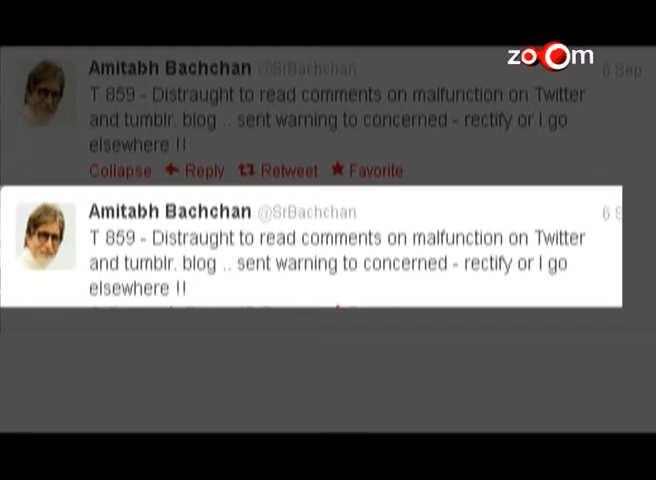 zoom
Amitabh Bachchan @SrBachchan 6 Sep
T 859 - Distraught to read comments on malfunction on Twitter
and tumblr. blog .. sent warning to concerned - rectify or I go
elsewhere !!
Collapse Reply Retweet Favorite
Amitabh Bachchan @SrBachchan 6 S
T 859 - Distraught to read comments on malfunction on Twitter
and tumblr. blog .. sent warning to concerned - rectify or I go
elsewhere !!